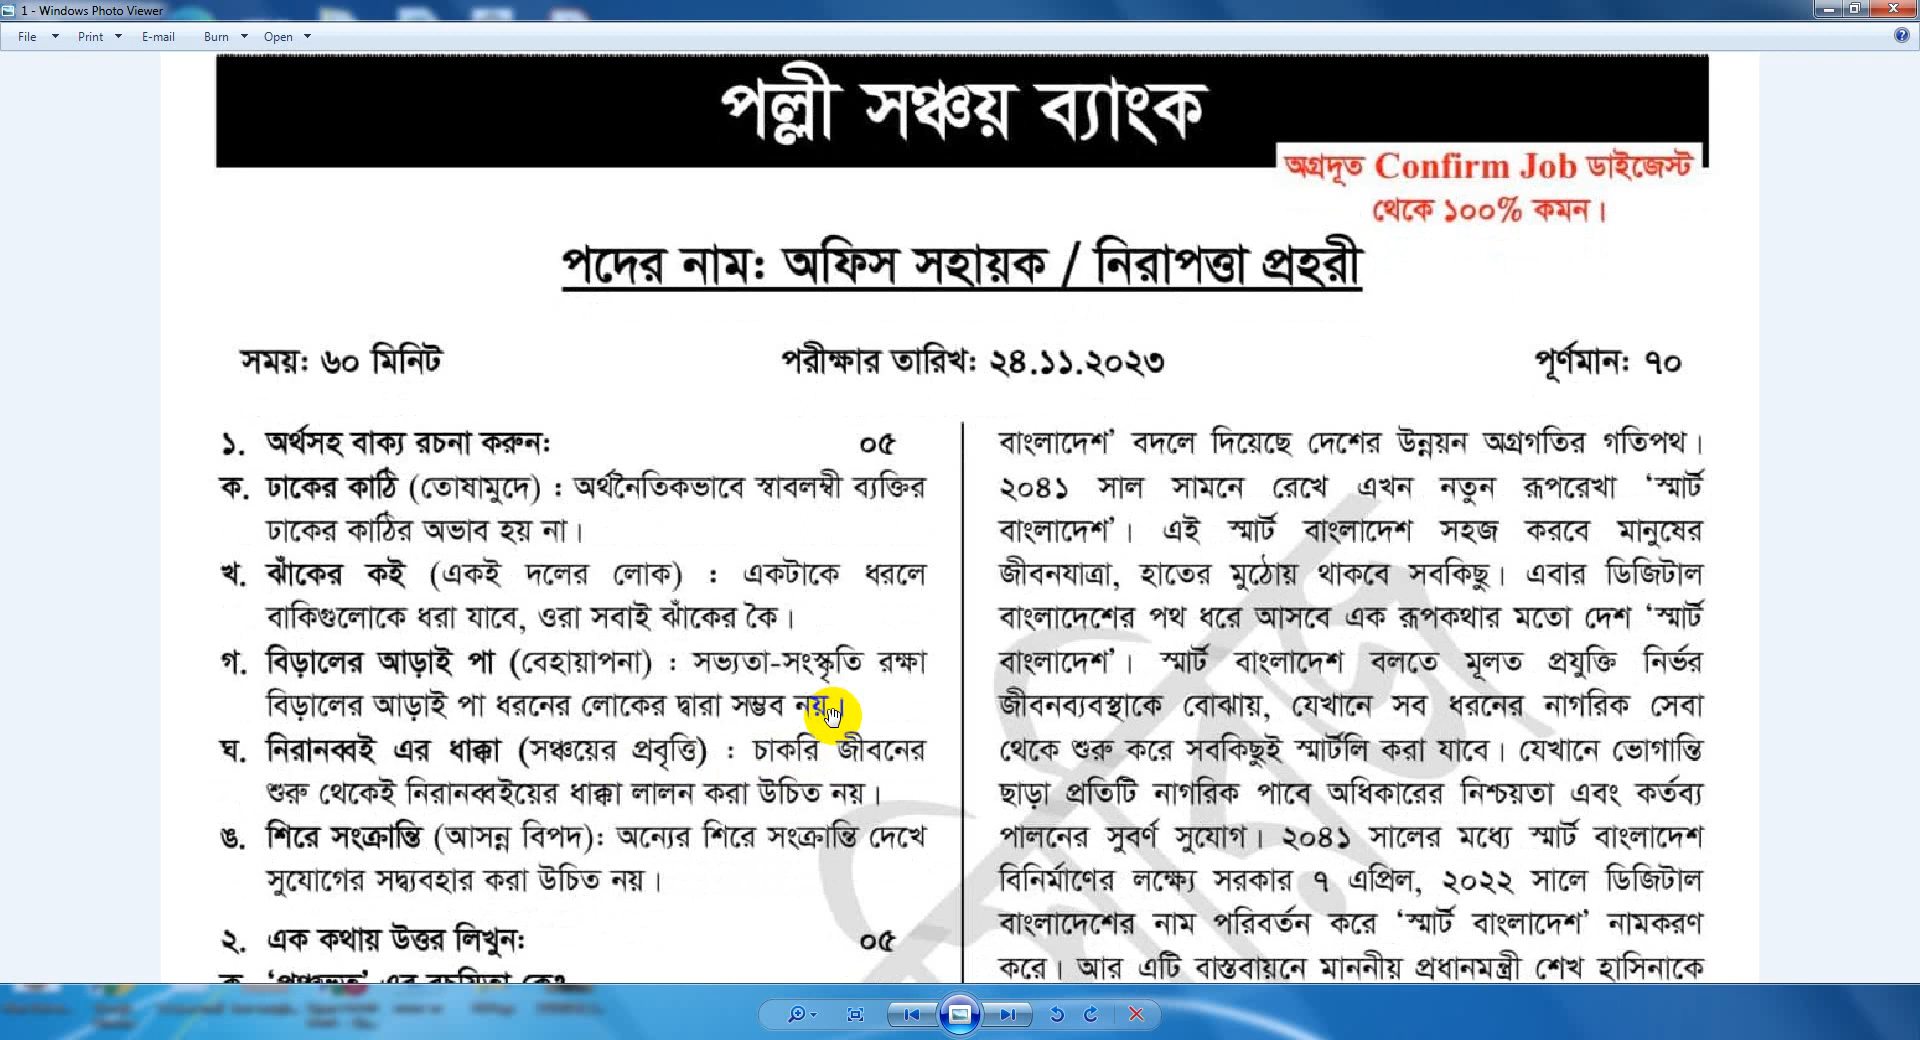 1 - Windows Photo Viewer
File Print E-mail Burn Open
পল্লী সঞ্চয় ব্যাংক
অগ্রদূত Confirm Job ডাইজেস্ট
থেকে ১০০% কমন।
পদের নাম: অফিস সহায়ক / নিরাপত্তা প্রহরী
সময়: ৬০ মিনিট পরীক্ষার তারিখ: ২৪.১১.২০২৩ পূর্ণমান: ৭০
১. অর্থসহ বাক্য রচনা করুন: ০৫
ক. ঢাকের কাঠি (তোষামুদে) : অর্থনৈতিকভাবে স্বাবলম্বী ব্যক্তির
ঢাকের কাঠির অভাব হয় না।
খ. ঝাঁকের কই (একই দলের লোক) : একটাকে ধরলে
বাকিগুলোকে ধরা যাবে, ওরা সবাই ঝাঁকের কৈ।
গ. বিড়ালের আড়াই পা (বেহায়াপনা) : সভ্যতা-সংস্কৃতি রক্ষা
বিড়ালের আড়াই পা ধরনের লোকের দ্বারা সম্ভব নয়।
ঘ. নিরানব্বই এর ধাক্কা (সঞ্চয়ের প্রবৃত্তি) : চাকরি জীবনের
শুরু থেকেই নিরানব্বইয়ের ধাক্কা লালন করা উচিত নয়।
ঙ. শিরে সংক্রান্তি (আসন্ন বিপদ): অন্যের শিরে সংক্রান্তি দেখে
সুযোগের সদ্ব্যবহার করা উচিত নয়।
২. এক কথায় উত্তর লিখুন: ০৫
বাংলাদেশ’ বদলে দিয়েছে দেশের উন্নয়ন অগ্রগতির গতিপথ।
২০৪১ সাল সামনে রেখে এখন নতুন রূপরেখা ‘স্মার্ট
বাংলাদেশ’। এই স্মার্ট বাংলাদেশ সহজ করবে মানুষের
জীবনযাত্রা, হাতের মুঠোয় থাকবে সবকিছু। এবার ডিজিটাল
বাংলাদেশের পথ ধরে আসবে এক রূপকথার মতো দেশ ‘স্মার্ট
বাংলাদেশ’। স্মার্ট বাংলাদেশ বলতে মূলত প্রযুক্তি নির্ভর
জীবনব্যবস্থাকে বোঝায়, যেখানে সব ধরনের নাগরিক সেবা
থেকে শুরু করে সবকিছুই স্মার্টলি করা যাবে। যেখানে ভোগান্তি
ছাড়া প্রতিটি নাগরিক পাবে অধিকারের নিশ্চয়তা এবং কর্তব্য
পালনের সুবর্ণ সুযোগ। ২০৪১ সালের মধ্যে স্মার্ট বাংলাদেশ
বিনির্মাণের লক্ষ্যে সরকার ৭ এপ্রিল, ২০২২ সালে ডিজিটাল
বাংলাদেশের নাম পরিবর্তন করে ‘স্মার্ট বাংলাদেশ’ নামকরণ
করে। আর এটি বাস্তবায়নে মাননীয় প্রধানমন্ত্রী শেখ হাসিনাকে